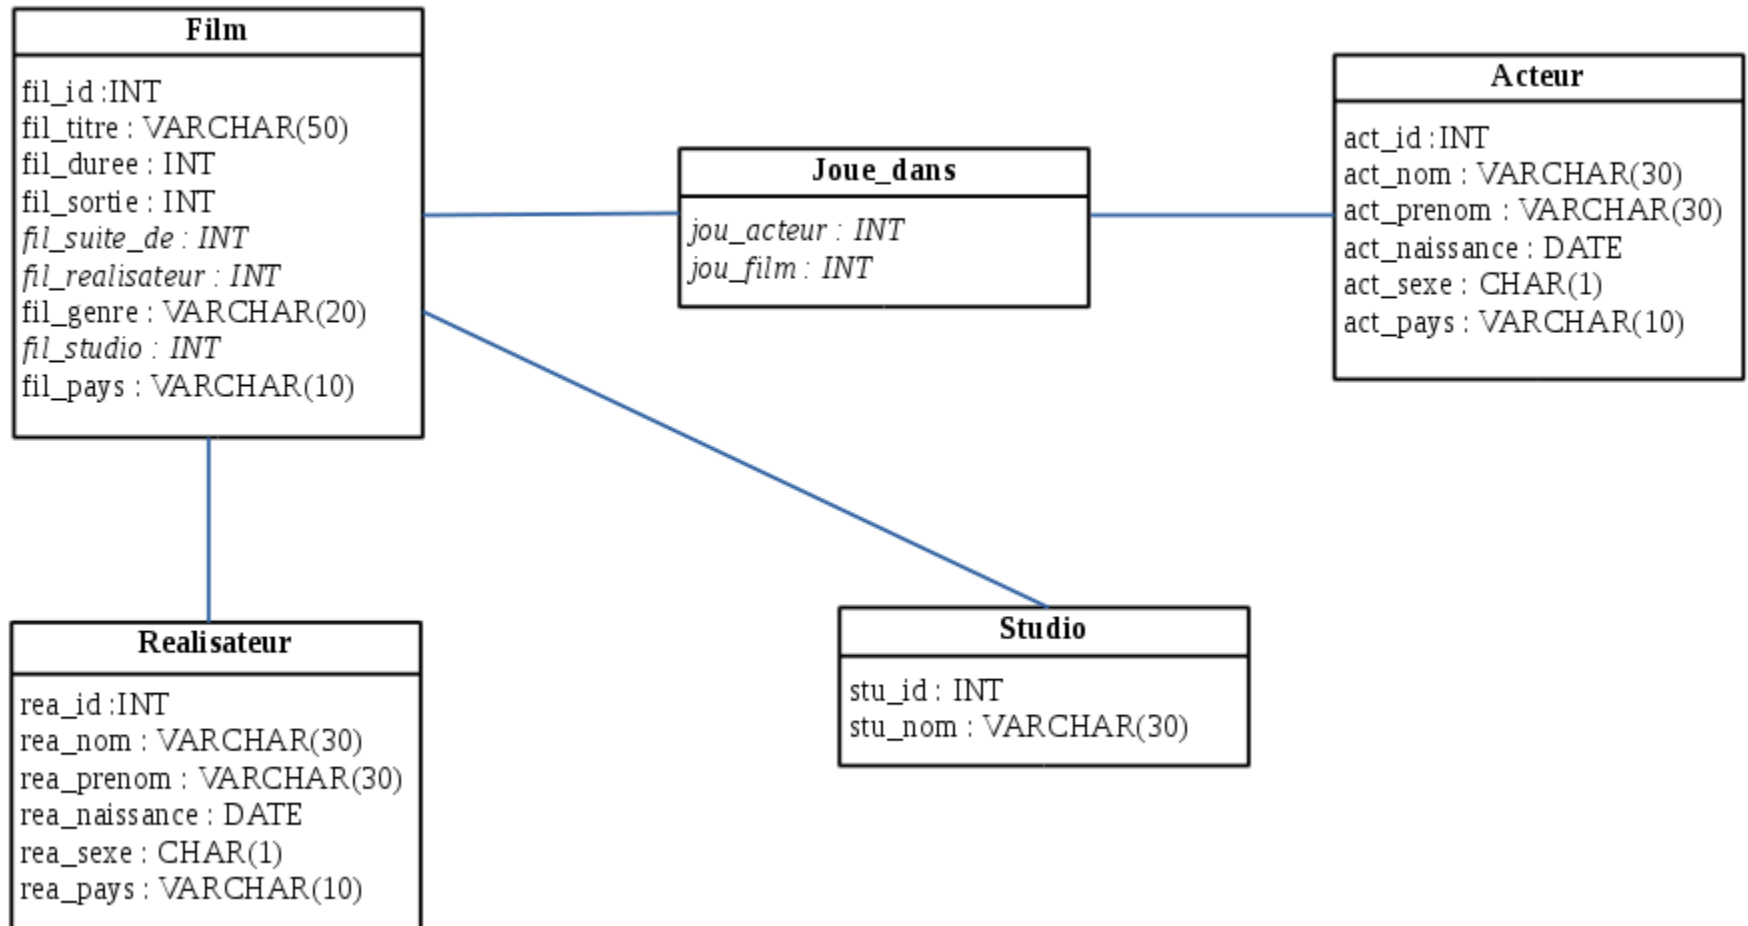 Film
fil_id :INT
fil_titre : VARCHAR(50)
fil_duree : INT
fil_sortie : INT
fil_suite_de : INT
fil_realisateur : INT
fil_genre : VARCHAR(20)
fil_studio : INT
fil_pays : VARCHAR(10)
Joue_dans
jou_acteur : INT
jou_film : INT
Acteur
act_id :INT
act_nom : VARCHAR(30)
act_prenom : VARCHAR(30)
act_naissance : DATE
act_sexe : CHAR(1)
act_pays : VARCHAR(10)
Realisateur
rea_id :INT
rea_nom : VARCHAR(30)
rea_prenom : VARCHAR(30)
rea_naissance : DATE
rea_sexe : CHAR(1)
rea_pays : VARCHAR(10)
Studio
stu_id : INT
stu_nom : VARCHAR(30)